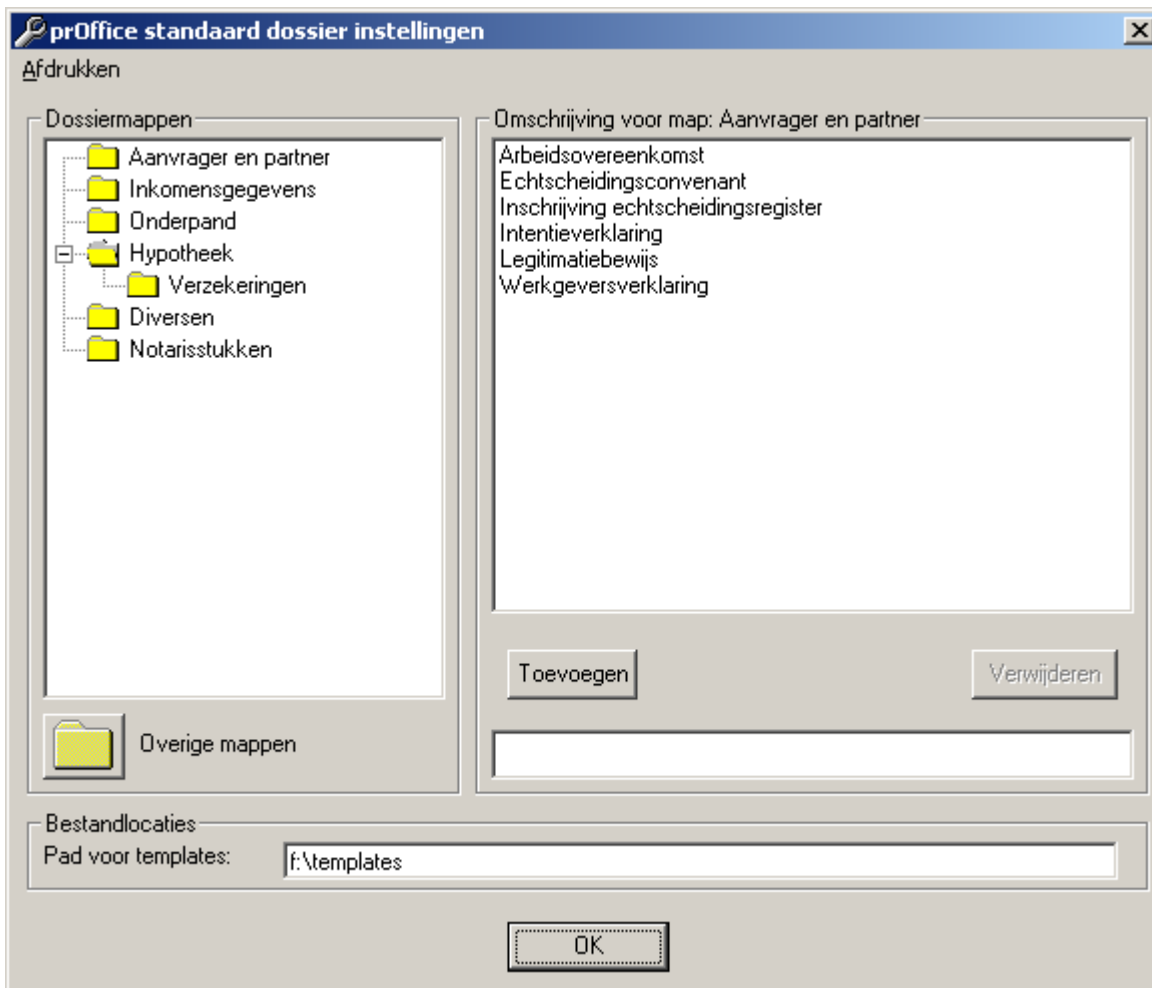 prOffice standaard dossier instellingen
Afdrukken
Dossiermappen
Aanvrager en partner
Inkomensgegevens
Onderpand
Hypotheek
Verzekeringen
Diversen
Notarisstukken
Overige mappen
Omschrijving voor map: Aanvrager en partner
Arbeidsovereenkomst
Echtscheidingsconvenant
Inschrijving echtscheidingsregister
Intentieverklaring
Legitimatiebewijs
Werkgeversverklaring
Toevoegen
Verwijderen
Bestandlocaties
Pad voor templates: f:\templates
OK